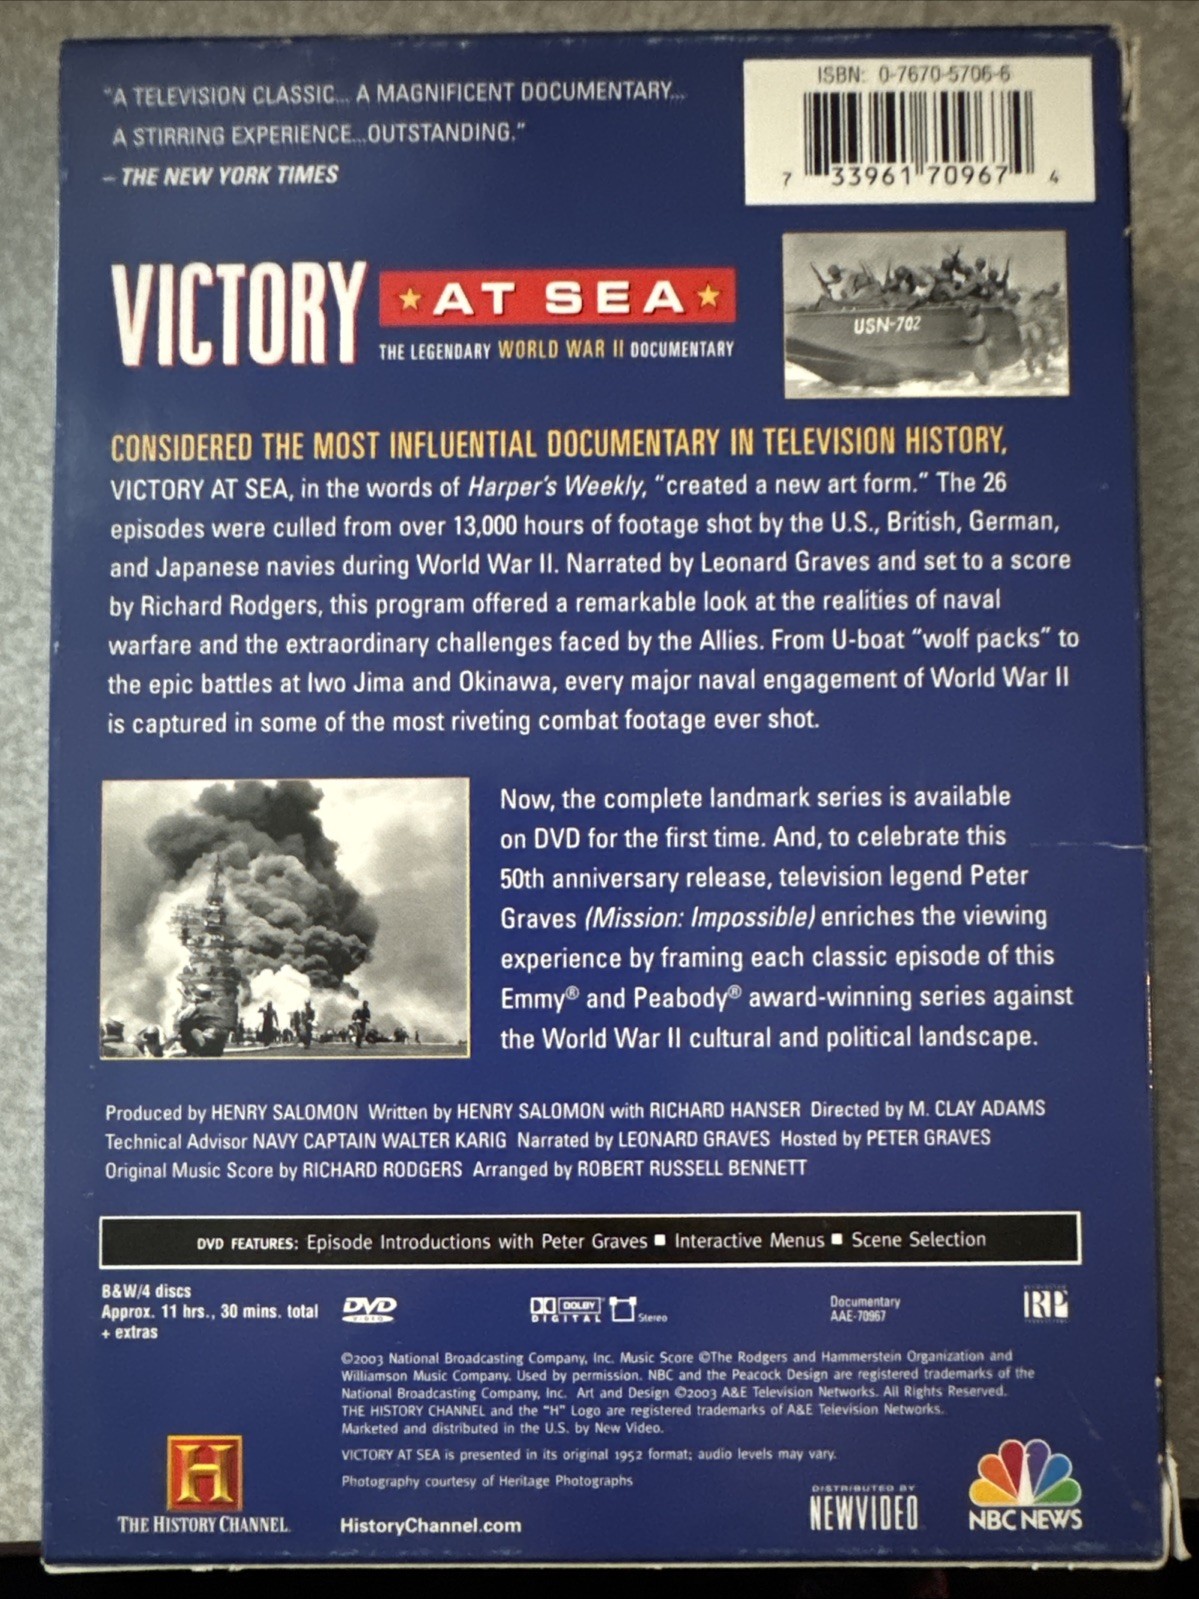 "A TELEVISION CLASSIC... A MAGNIFICENT DOCUMENTARY...
A STIRRING EXPERIENCE...OUTSTANDING."
– THE NEW YORK TIMES
ISBN: 0-7670-5706-6
7 33961 70967 4
VICTORY AT SEA
THE LEGENDARY WORLD WAR II DOCUMENTARY
USN-702
CONSIDERED THE MOST INFLUENTIAL DOCUMENTARY IN TELEVISION HISTORY,
VICTORY AT SEA, in the words of Harper's Weekly, "created a new art form." The 26
episodes were culled from over 13,000 hours of footage shot by the U.S., British, German,
and Japanese navies during World War II. Narrated by Leonard Graves and set to a score
by Richard Rodgers, this program offered a remarkable look at the realities of naval
warfare and the extraordinary challenges faced by the Allies. From U-boat "wolf packs" to
the epic battles at Iwo Jima and Okinawa, every major naval engagement of World War II
is captured in some of the most riveting combat footage ever shot.
Now, the complete landmark series is available
on DVD for the first time. And, to celebrate this
50th anniversary release, television legend Peter
Graves (Mission: Impossible) enriches the viewing
experience by framing each classic episode of this
Emmy® and Peabody® award-winning series against
the World War II cultural and political landscape.
Produced by HENRY SALOMON Written by HENRY SALOMON with RICHARD HANSER Directed by M. CLAY ADAMS
Technical Advisor NAVY CAPTAIN WALTER KARIG Narrated by LEONARD GRAVES Hosted by PETER GRAVES
Original Music Score by RICHARD RODGERS Arranged by ROBERT RUSSELL BENNETT
DVD FEATURES: Episode Introductions with Peter Graves ■ Interactive Menus ■ Scene Selection
B&W/4 discs
Approx. 11 hrs., 30 mins. total
+ extras
DVD VIDEO
DOLBY DIGITAL Stereo
Documentary
AAE-70967
IRP
©2003 National Broadcasting Company, Inc. Music Score ©The Rodgers and Hammerstein Organization and
Williamson Music Company. Used by permission. NBC and the Peacock Design are registered trademarks of the
National Broadcasting Company, Inc. Art and Design ©2003 A&E Television Networks. All Rights Reserved.
THE HISTORY CHANNEL and the "H" Logo are registered trademarks of A&E Television Networks.
Marketed and distributed in the U.S. by New Video.
VICTORY AT SEA is presented in its original 1952 format; audio levels may vary.
Photography courtesy of Heritage Photographs
H
THE HISTORY CHANNEL
HistoryChannel.com
DISTRIBUTED BY
NEWVIDEO
NBC NEWS